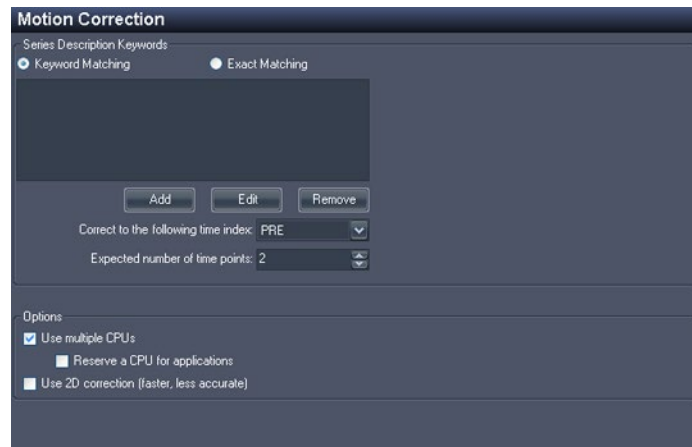 Motion Correction
Series Description Keywords
Keyword Matching Exact Matching
Add Edit Remove
Correct to the following time index: PRE
Expected number of time points: 2
Options
Use multiple CPUs
Reserve a CPU for applications
Use 2D correction (faster, less accurate)